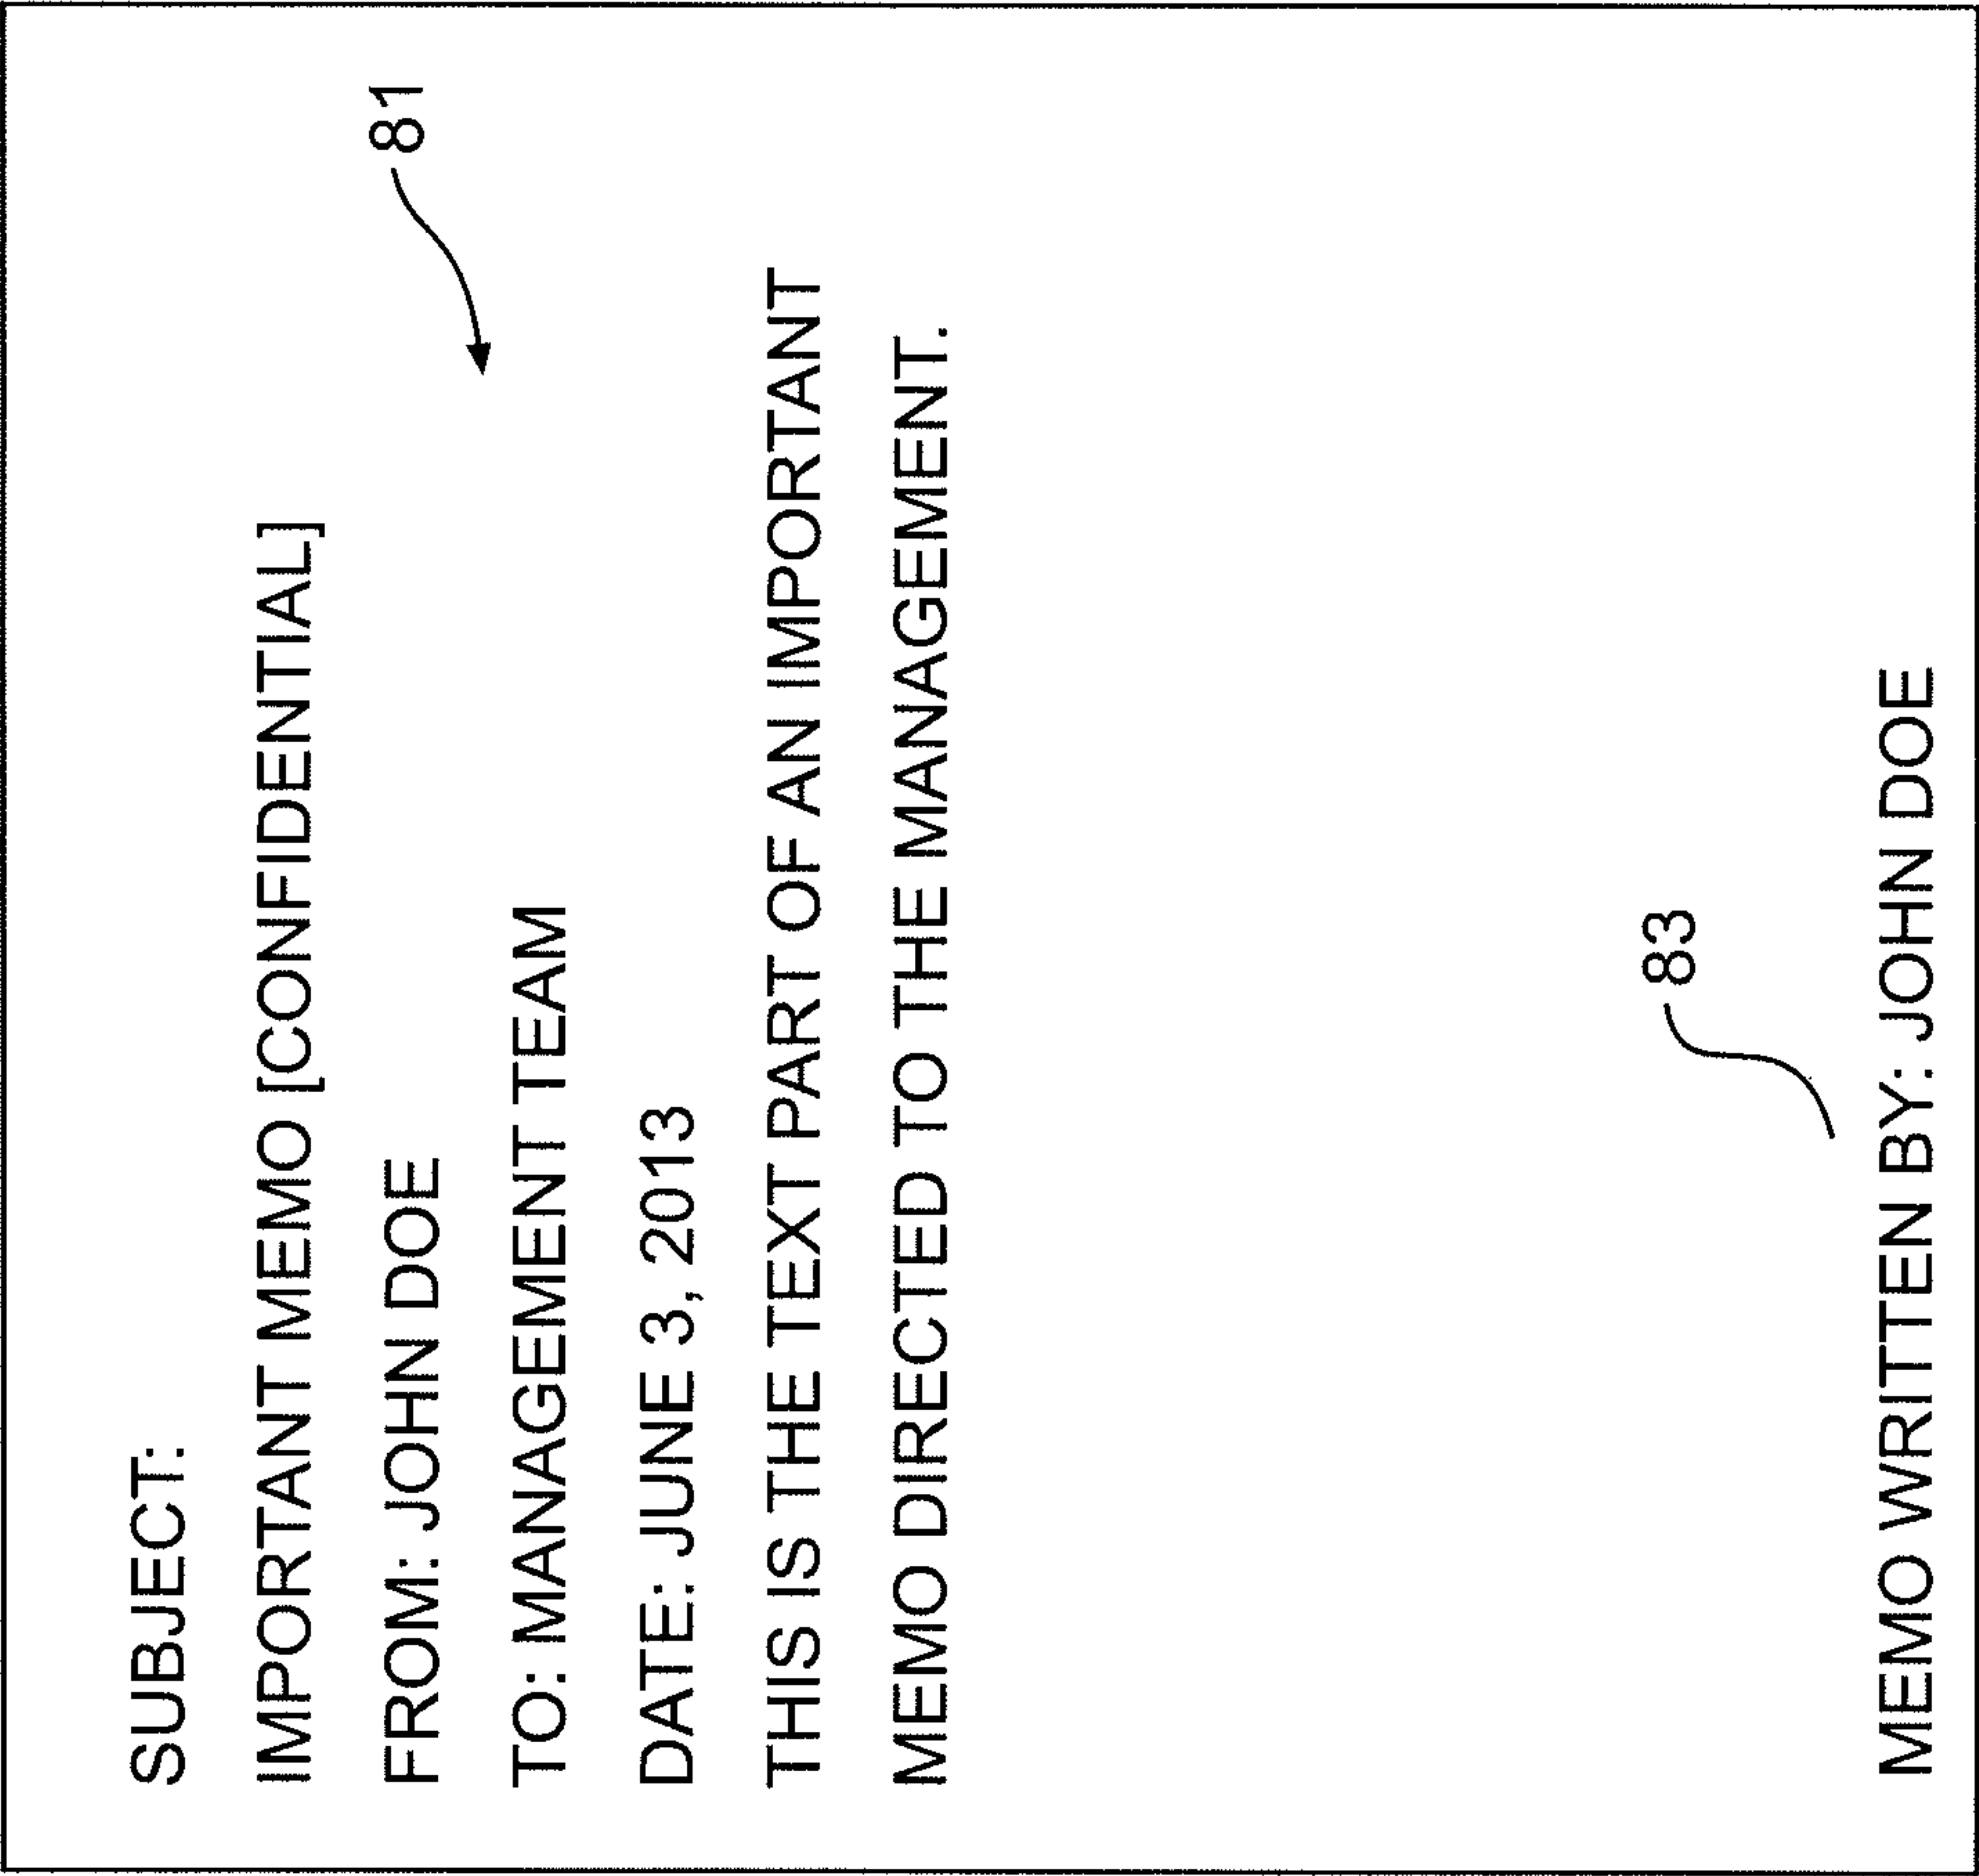 SUBJECT:
IMPORTANT MEMO [CONFIDENTIAL]
FROM: JOHN DOE
81
TO: MANAGEMENT TEAM
DATE: JUNE 3, 2013
THIS IS THE TEXT PART OF AN IMPORTANT
MEMO DIRECTED TO THE MANAGEMENT.
83
MEMO WRITTEN BY: JOHN DOE